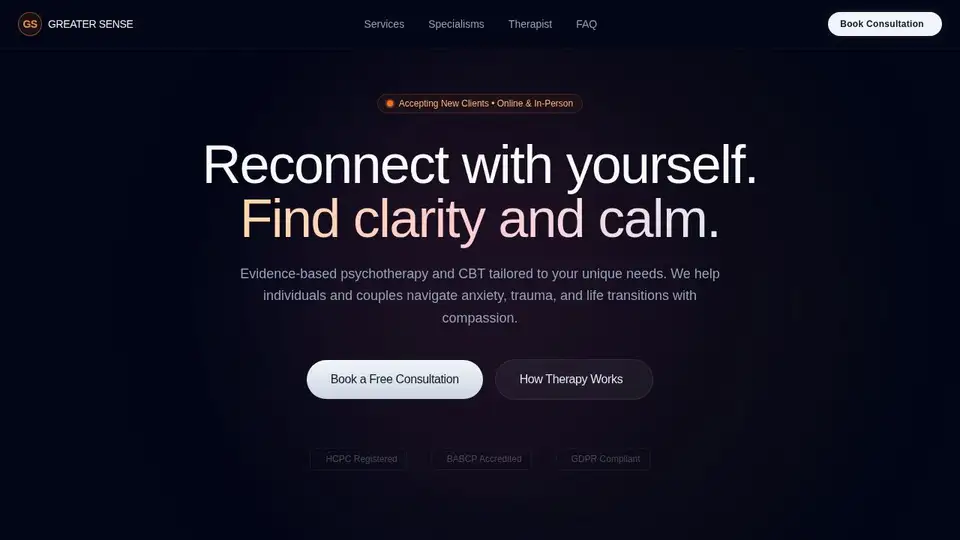 GS GREATER SENSE
Services
Specialisms
Therapist
FAQ
Book Consultation
Accepting New Clients • Online & In-Person
Reconnect with yourself.
Find clarity and calm.
Evidence-based psychotherapy and CBT tailored to your unique needs. We help
individuals and couples navigate anxiety, trauma, and life transitions with
compassion.
Book a Free Consultation
How Therapy Works
HCPC Registered
BABCP Accredited
GDPR Compliant